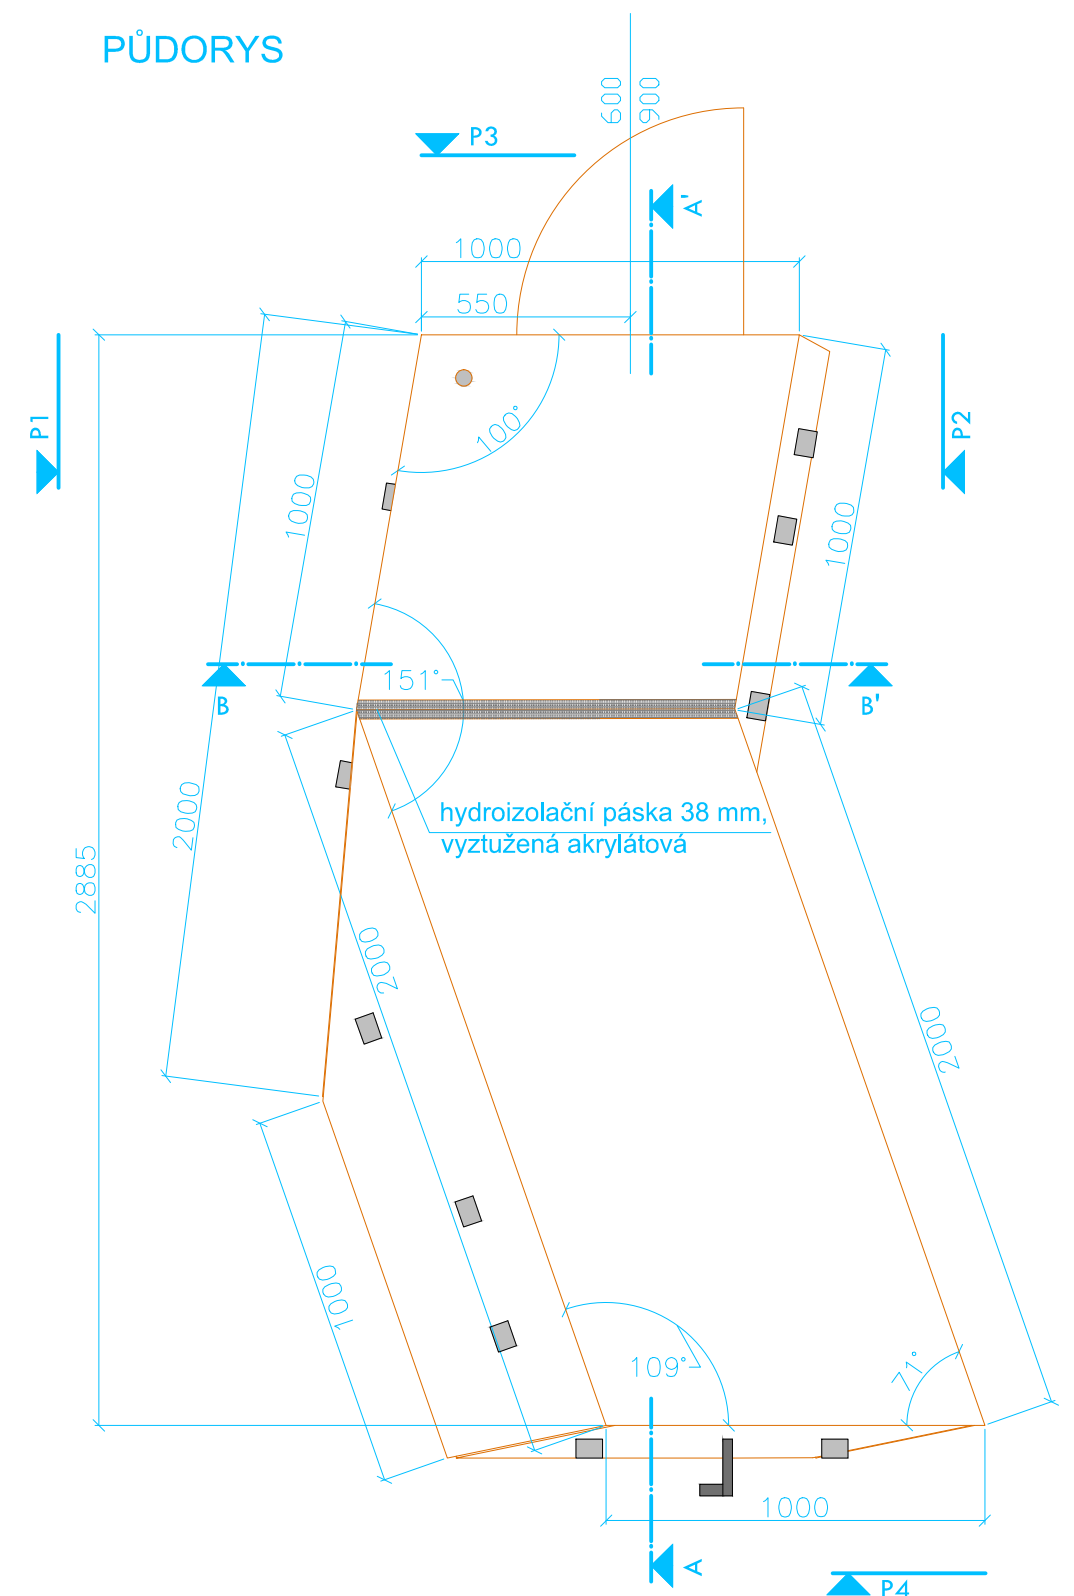 PŮDORYS
600
900
P3
A'
1000
550
P1
P2
100°
1000
1000
151°
B
B'
2000
hydroizolační páska 38 mm,
vyztužená akrylátová
2885
2000
2000
1000
109°
71°
1000
A
P4